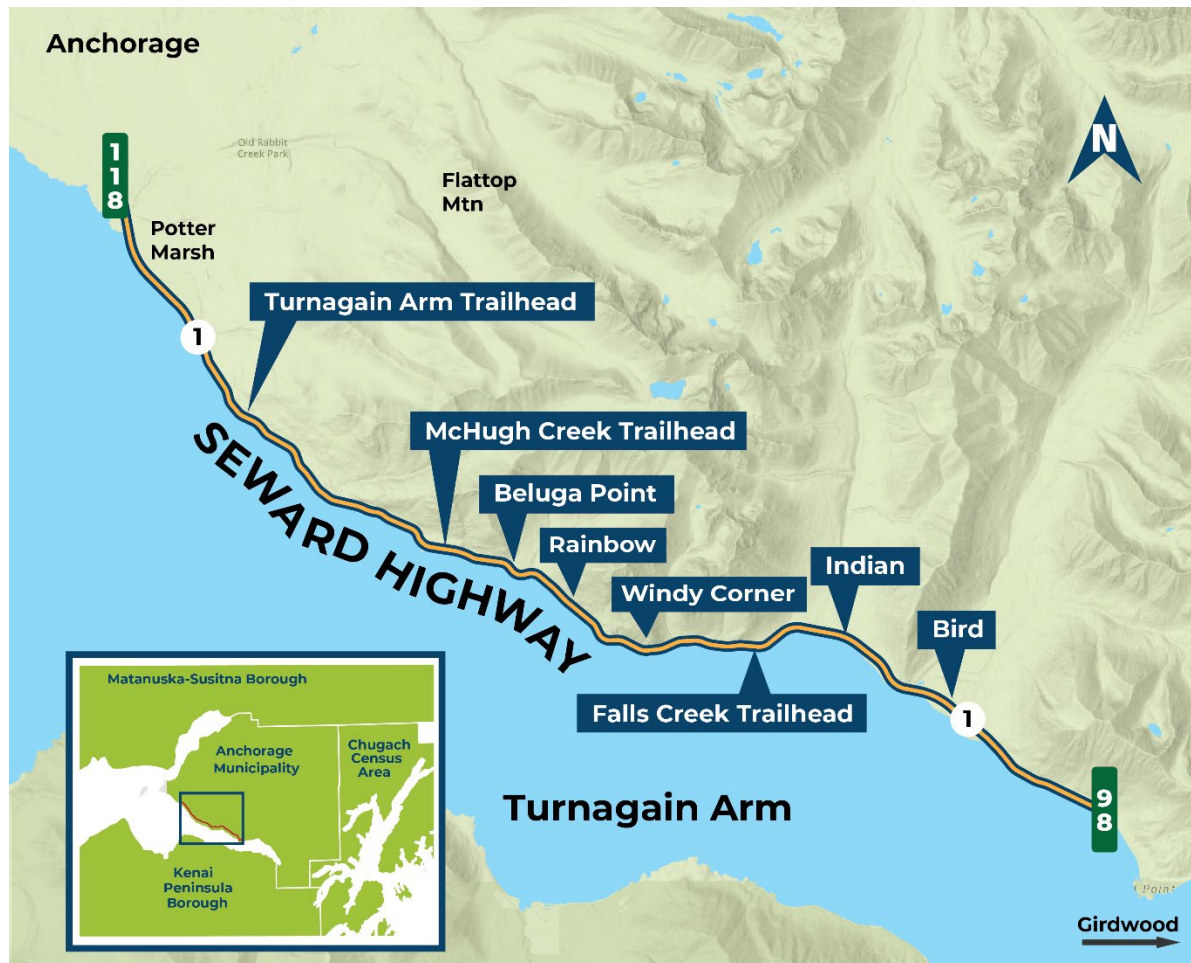 Anchorage
N
118
Old Rabbit
Creek Park
Flattop
Mtn
Potter
Marsh
Turnagain Arm Trailhead
1
McHugh Creek Trailhead
Beluga Point
Rainbow
Indian
Windy Corner
Bird
SEWARD HIGHWAY
Falls Creek Trailhead
1
98
Turnagain Arm
Matanuska-Susitna Borough
Anchorage
Municipality
Chugach
Census
Area
Kenai
Peninsula
Borough
Point
Girdwood